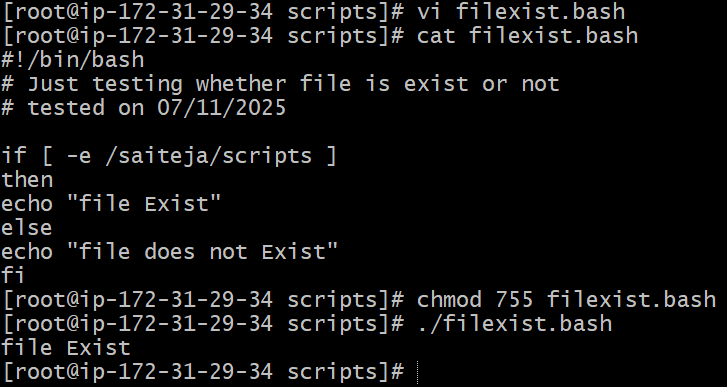 [root@ip-172-31-29-34 scripts]# vi filexist.bash
[root@ip-172-31-29-34 scripts]# cat filexist.bash
#!/bin/bash
# Just testing whether file is exist or not
# tested on 07/11/2025

if [ -e /saiteja/scripts ]
then
echo "file Exist"
else
echo "file does not Exist"
fi
[root@ip-172-31-29-34 scripts]# chmod 755 filexist.bash
[root@ip-172-31-29-34 scripts]# ./filexist.bash
file Exist
[root@ip-172-31-29-34 scripts]#